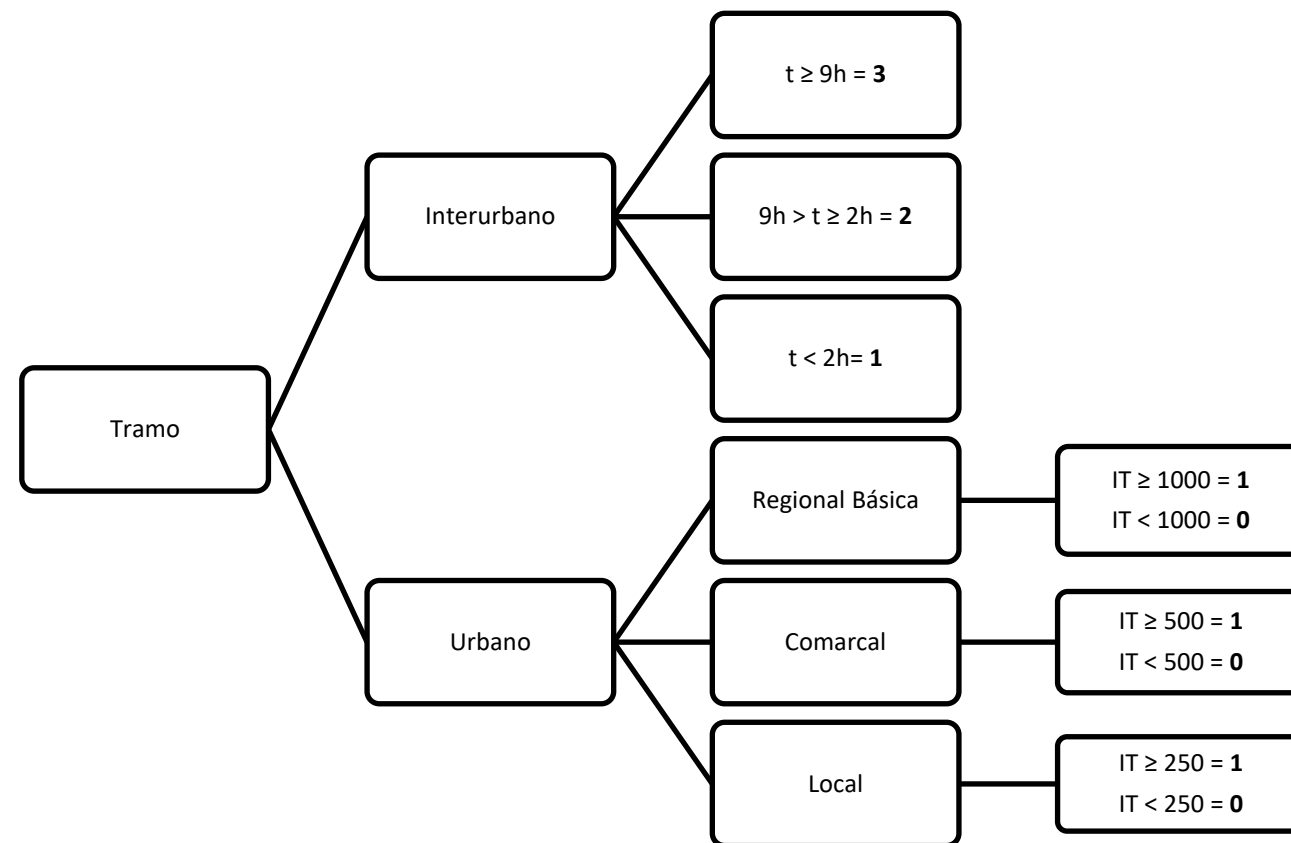 t ≥ 9h = 3
Interurbano
9h > t ≥ 2h = 2
t < 2h= 1
Tramo
Regional Básica
IT ≥ 1000 = 1
IT < 1000 = 0
Urbano
Comarcal
IT ≥ 500 = 1
IT < 500 = 0
Local
IT ≥ 250 = 1
IT < 250 = 0